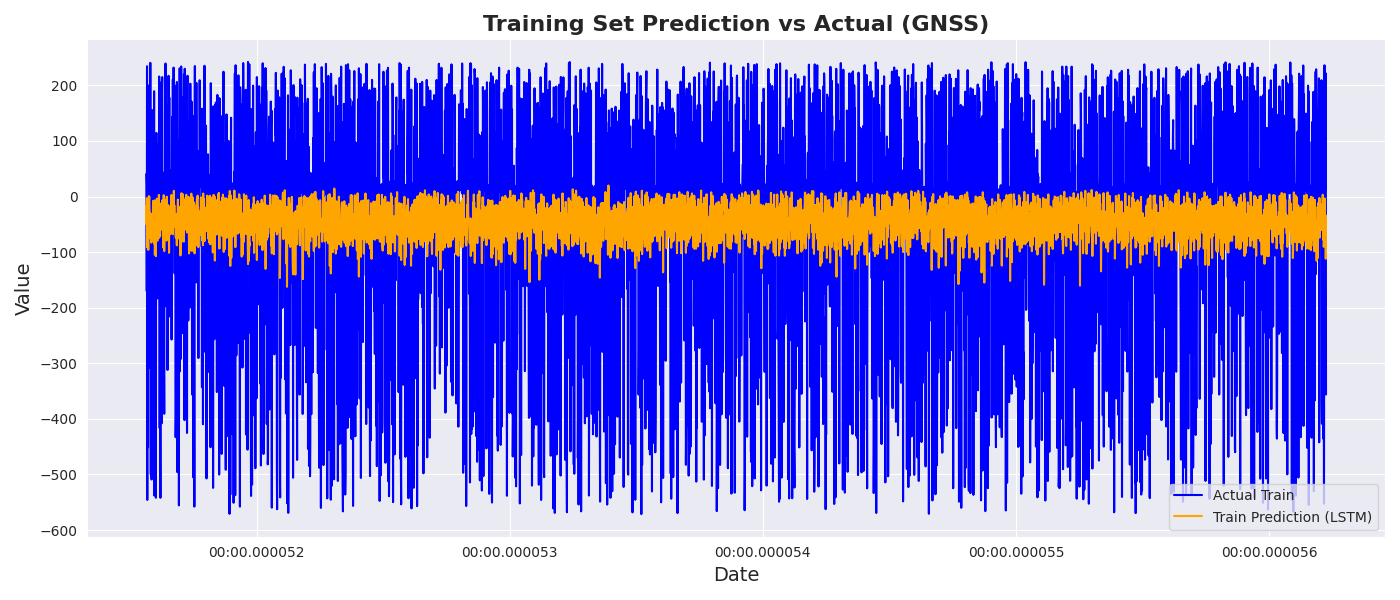 Training Set Prediction vs Actual (GNSS)
Value
200
100
0
−100
−200
−300
−400
−500
−600
Actual Train
Train Prediction (LSTM)
00:00.000052
00:00.000053
00:00.000054
00:00.000055
00:00.000056
Date